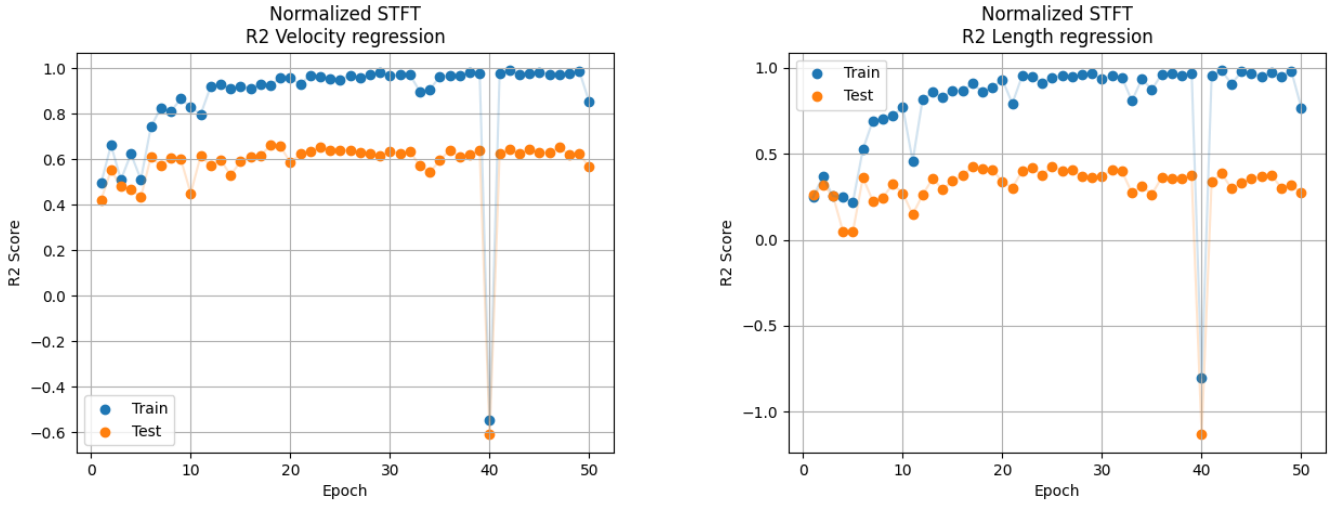 Normalized STFT
R2 Velocity regression
R2 Score
1.0
0.8
0.6
0.4
0.2
0.0
−0.2
−0.4
−0.6
Train
Test
0
10
20
30
40
50
Epoch
Normalized STFT
R2 Length regression
R2 Score
1.0
0.5
0.0
−0.5
−1.0
Train
Test
0
10
20
30
40
50
Epoch